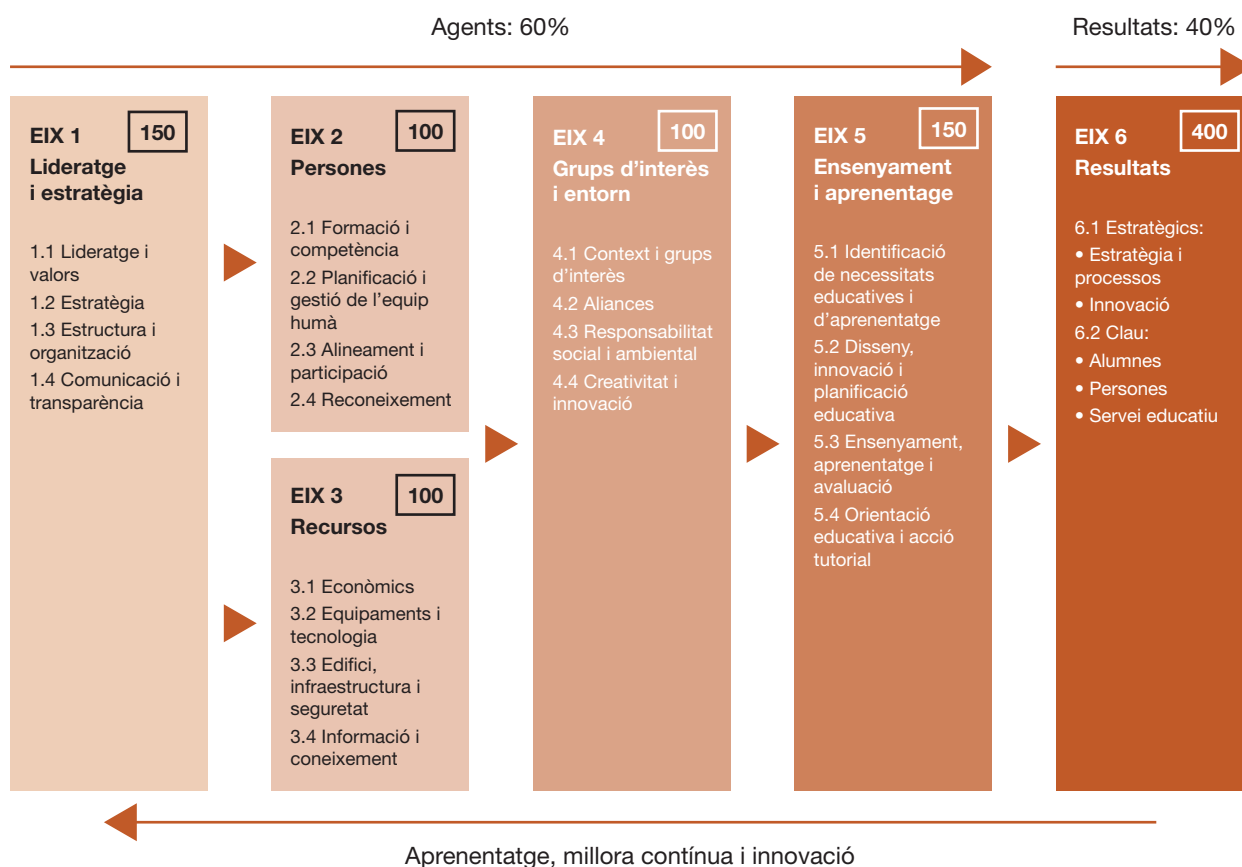 Agents: 60%
Resultats: 40%
EIX 1
150
Lideratge
i estratègia
1.1 Lideratge i
valors
1.2 Estratègia
1.3 Estructura i
organització
1.4 Comunicació i
transparència
EIX 2
100
Persones
2.1 Formació i
competència
2.2 Planificació i
gestió de l’equip
humà
2.3 Alineament i
participació
2.4 Reconeixement
EIX 3
100
Recursos
3.1 Econòmics
3.2 Equipaments i
tecnologia
3.3 Edifici,
infraestructura i
seguretat
3.4 Informació i
coneixement
EIX 4
100
Grups d’interès
i entorn
4.1 Context i grups
d’interès
4.2 Aliances
4.3 Responsabilitat
social i ambiental
4.4 Creativitat i
innovació
EIX 5
150
Ensenyament
i aprenentage
5.1 Identificació
de necessitats
educatives i
d’aprenentatge
5.2 Disseny,
innovació i
planificació
educativa
5.3 Ensenyament,
aprenentatge i
avaluació
5.4 Orientació
educativa i acció
tutorial
EIX 6
400
Resultats
6.1 Estratègics:
• Estratègia i
processos
• Innovació
6.2 Clau:
• Alumnes
• Persones
• Servei educatiu
Aprenentatge, millora contínua i innovació